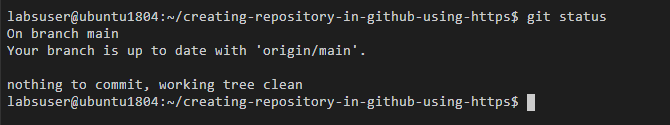 labsuser@ubuntu1804:~/creating-repository-in-github-using-https$ git status
On branch main
Your branch is up to date with 'origin/main'.
nothing to commit, working tree clean
labsuser@ubuntu1804:~/creating-repository-in-github-using-https$